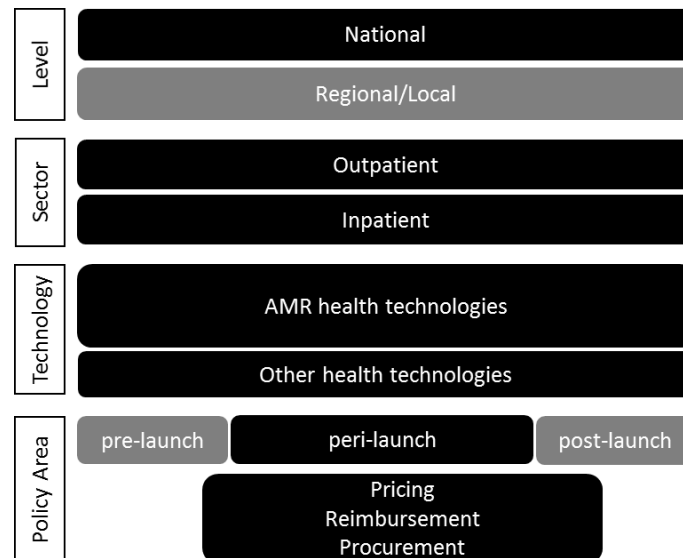 Level
National
Regional/Local
Sector
Outpatient
Inpatient
Technology
AMR health technologies
Other health technologies
Policy Area
pre-launch
peri-launch
post-launch
Pricing
Reimbursement
Procurement